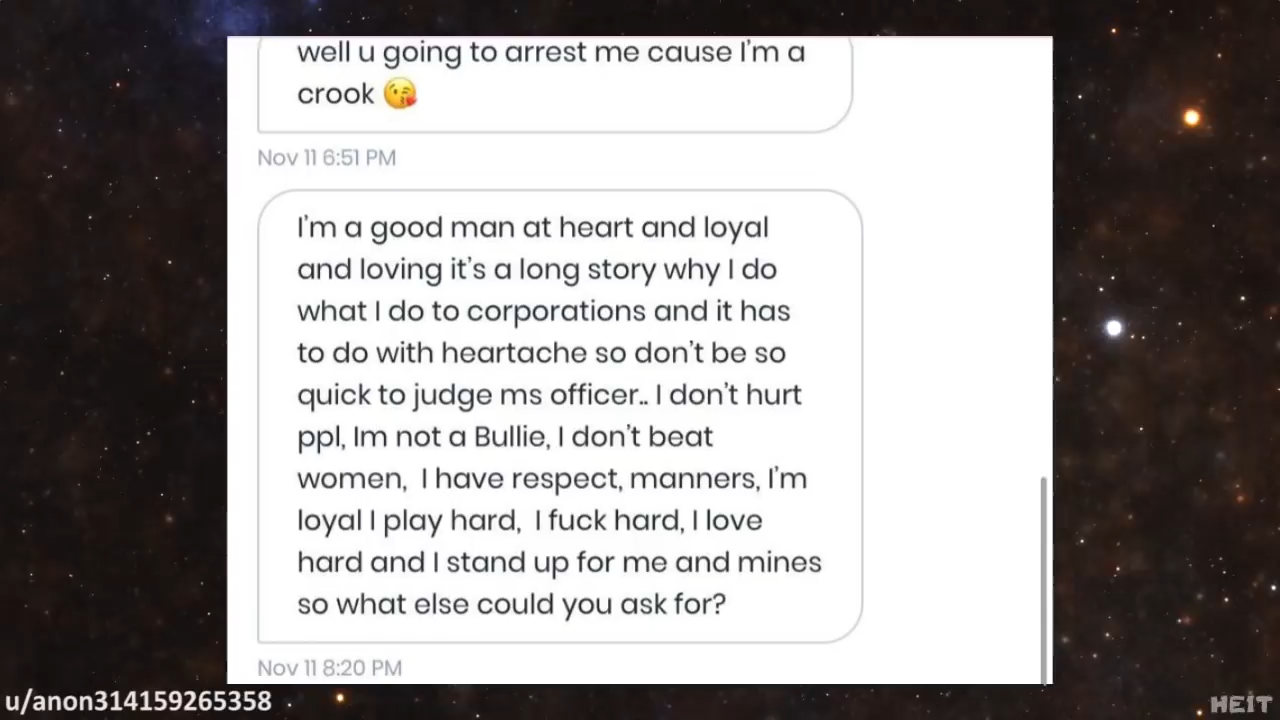 well u going to arrest me cause I'm a
crook 😘
Nov 11 6:51 PM
I'm a good man at heart and loyal
and loving it's a long story why I do
what I do to corporations and it has
to do with heartache so don't be so
quick to judge ms officer.. I don't hurt
ppl, Im not a Bullie, I don't beat
women,  I have respect, manners, I'm
loyal I play hard,  I fuck hard, I love
hard and I stand up for me and mines
so what else could you ask for?
Nov 11 8:20 PM
u/anon314159265358
HEIT